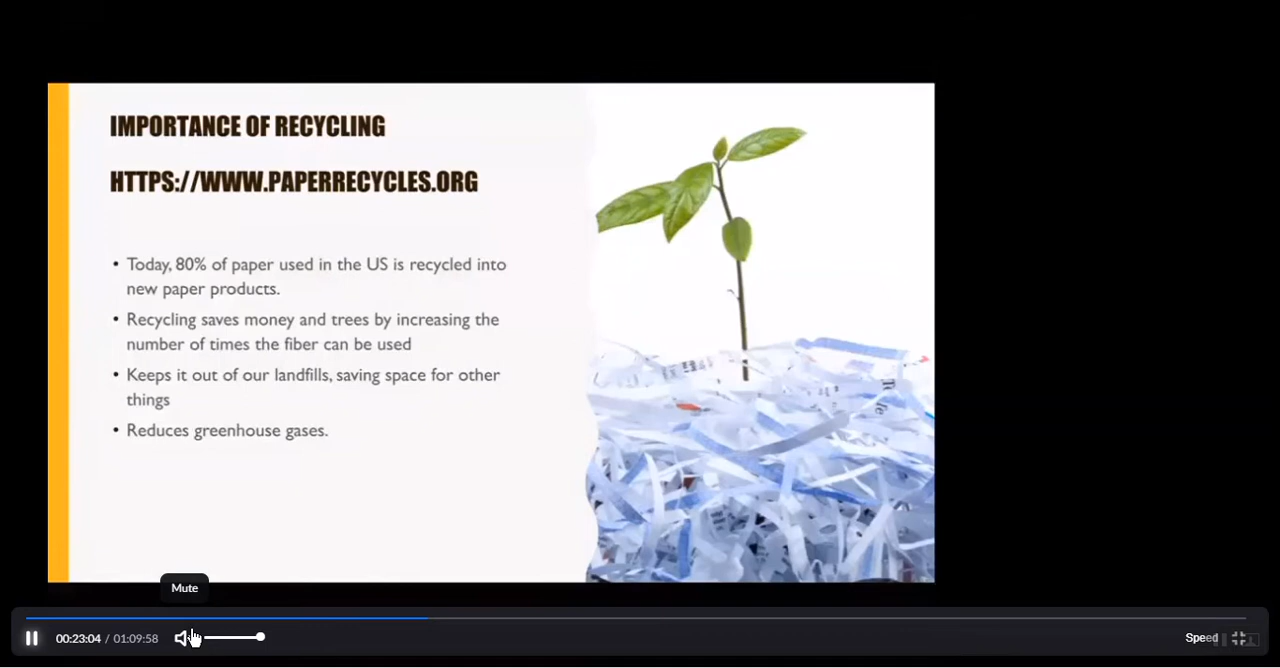 IMPORTANCE OF RECYCLING
HTTPS://WWW.PAPERRECYCLES.ORG
• Today, 80% of paper used in the US is recycled into
new paper products.
• Recycling saves money and trees by increasing the
number of times the fiber can be used
• Keeps it out of our landfills, saving space for other
things
• Reduces greenhouse gases.
Mute
00:23:04 / 01:09:58
Speed